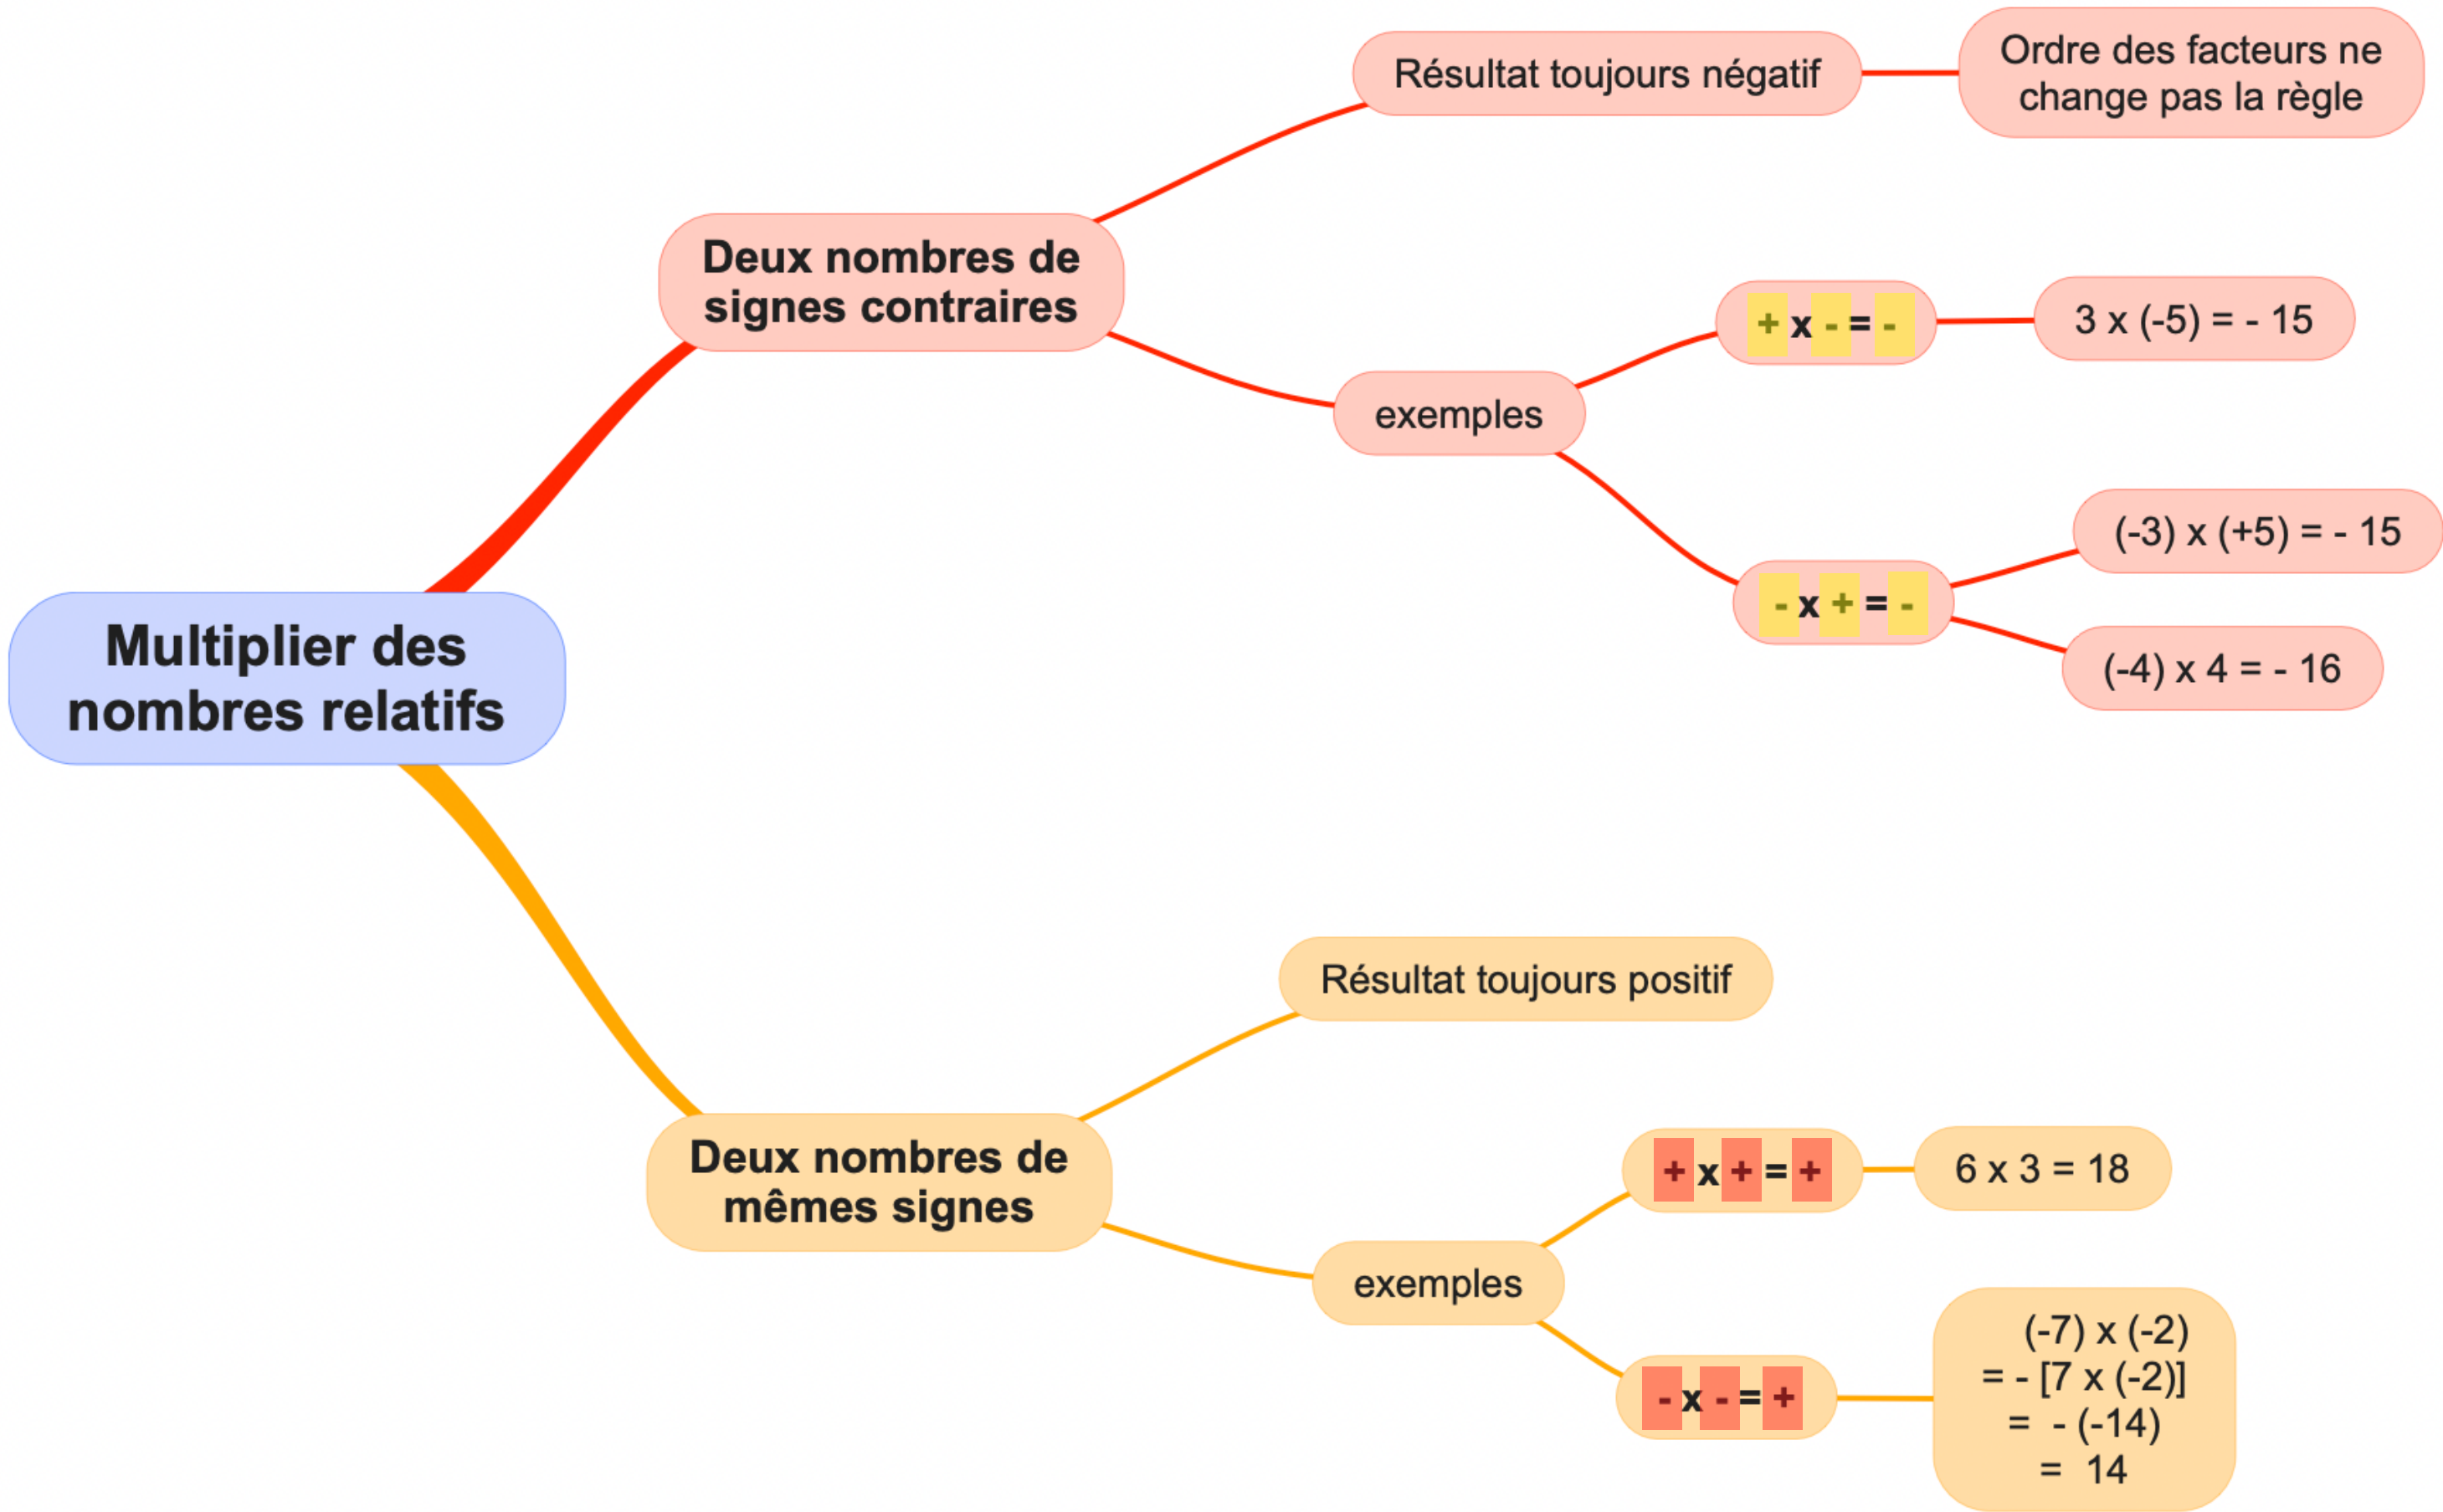 Multiplier des
nombres relatifs
Deux nombres de
signes contraires
Résultat toujours négatif
Ordre des facteurs ne
change pas la règle
exemples
+ x - = -
3 x (-5) = - 15
- x + = -
(-3) x (+5) = - 15
(-4) x 4 = - 16
Deux nombres de
mêmes signes
Résultat toujours positif
exemples
+ x + = +
6 x 3 = 18
- x - = +
(-7) x (-2)
= - [7 x (-2)]
= - (-14)
= 14